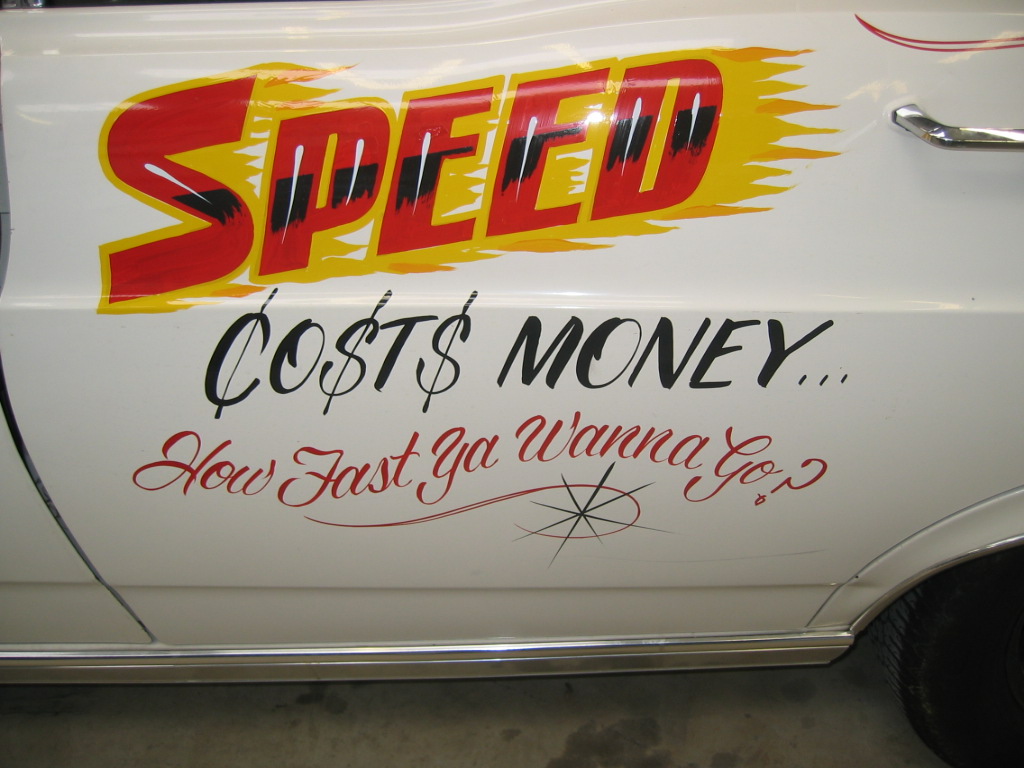 SPEED
¢O$T$ MONEY...
How Fast Ya Wanna Go?